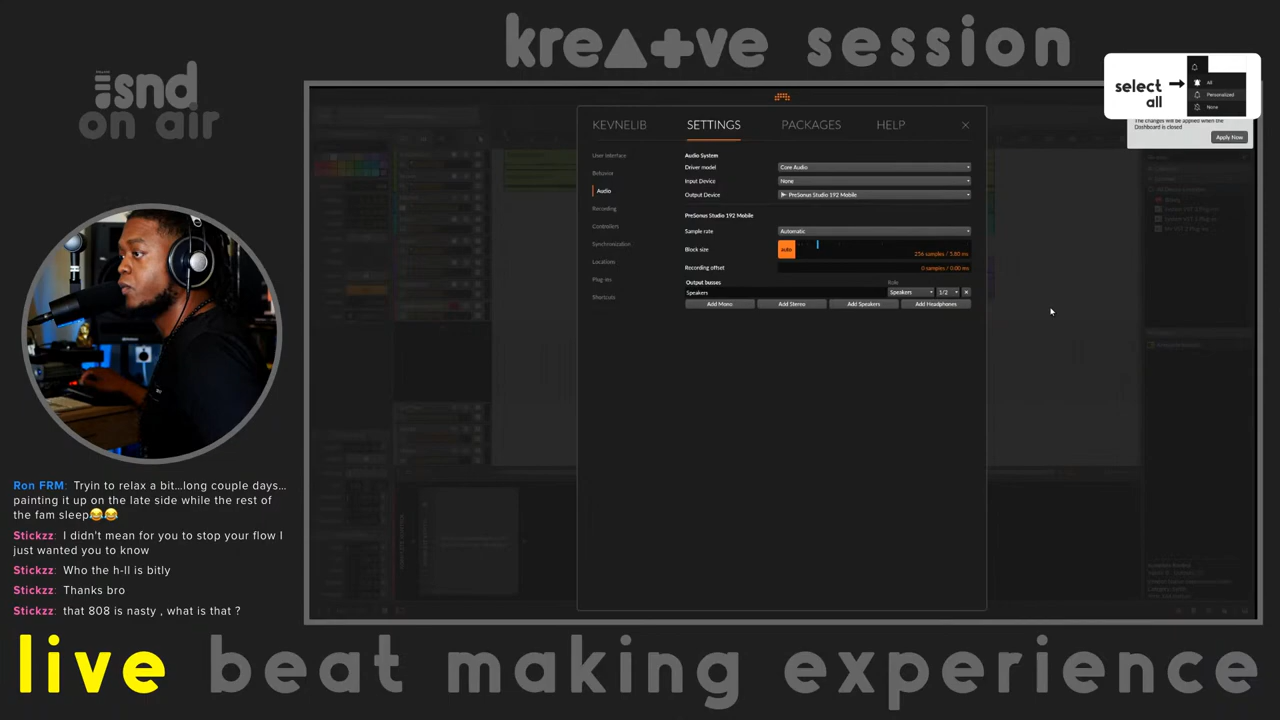 kre▲+ve session
isnd
on air
select
all
All
Personalized
None
The changes will be applied when the
Dashboard is closed
Apply Now
KEVNELIB
SETTINGS
PACKAGES
HELP
User Interface
Behavior
Audio
Recording
Controllers
Synchronization
Locations
Plug-ins
Shortcuts
Audio System
Driver model
Core Audio
Input Device
None
Output Device
PreSonus Studio 192 Mobile
PreSonus Studio 192 Mobile
Sample rate
Automatic
Block size
auto
256 samples / 5.80 ms
Recording offset
0 samples / 0.00 ms
Output busses
Role
Speakers
Speakers
1/2
Add Mono
Add Stereo
Add Speakers
Add Headphones
Ron FRM: Tryin to relax a bit...long couple days...
painting it up on the late side while the rest of
the fam sleep😂😂
Stickzz: I didn't mean for you to stop your flow I
just wanted you to know
Stickzz: Who the h-ll is bitly
Stickzz: Thanks bro
Stickzz: that 808 is nasty , what is that ?
live beat making experience